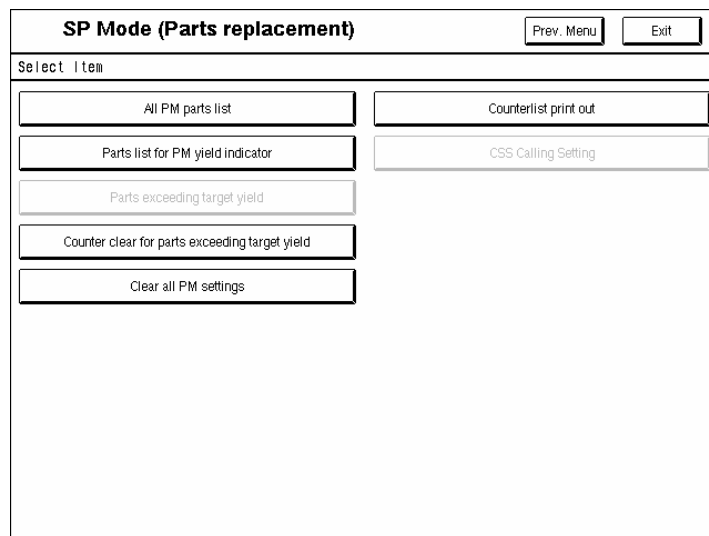 SP Mode (Parts replacement)
Prev. Menu
Exit
Select Item
All PM parts list
Counterlist print out
Parts list for PM yield indicator
CSS Calling Setting
Parts exceeding target yield
Counter clear for parts exceeding target yield
Clear all PM settings